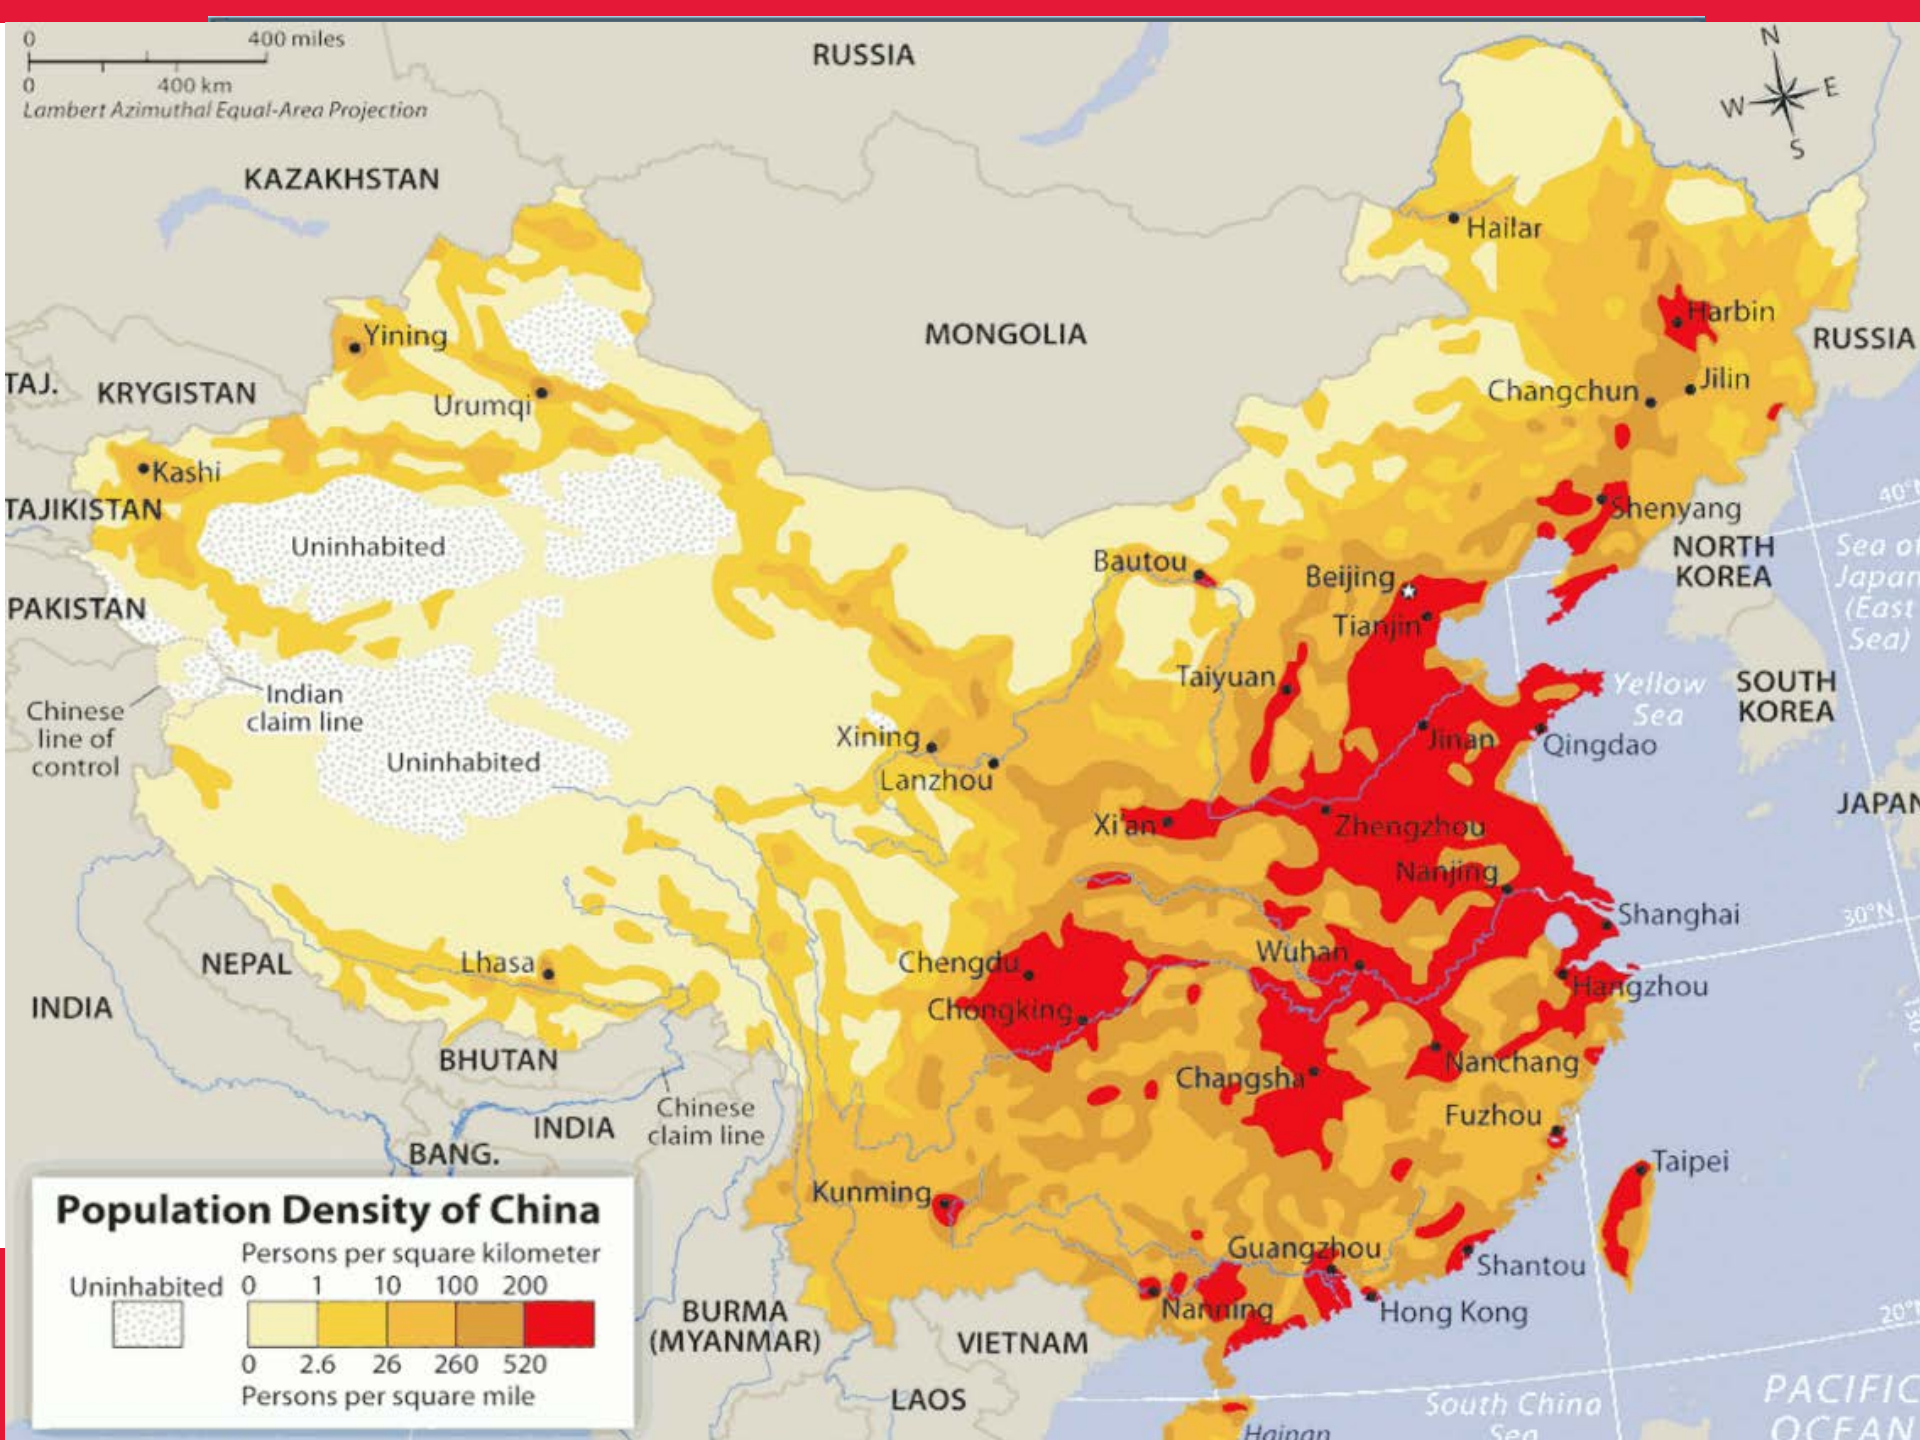 0 400 miles
0 400 km
Lambert Azimuthal Equal-Area Projection
RUSSIA
N
W E
S
KAZAKHSTAN
Hailar
MONGOLIA
Harbin
RUSSIA
Yining
TAJ.
KRYGISTAN
Urumqi
Changchun
Jilin
Kashi
TAJIKISTAN
40°N
Shenyang
Uninhabited
NORTH
KOREA
Sea of
Japan
(East
Sea)
Bautou
Beijing
Tianjin
PAKISTAN
Taiyuan
Indian
claim line
Chinese
line of
control
Yellow
Sea
SOUTH
KOREA
Xining
Jinan
Qingdao
Uninhabited
Lanzhou
JAPAN
Xi'an
Zhengzhou
Nanjing
Shanghai
30°N
NEPAL
Lhasa
Chengdu
Wuhan
Hangzhou
INDIA
Chongking
130°E
BHUTAN
Nanchang
Changsha
Chinese
claim line
INDIA
Fuzhou
BANG.
Taipei
Kunming
Guangzhou
Shantou
Nanning
Hong Kong
BURMA
(MYANMAR)
VIETNAM
20°N
LAOS
South China
Sea
PACIFIC
OCEAN
Hainan
Population Density of China
Persons per square kilometer
Uninhabited 0 1 10 100 200
0 2.6 26 260 520
Persons per square mile